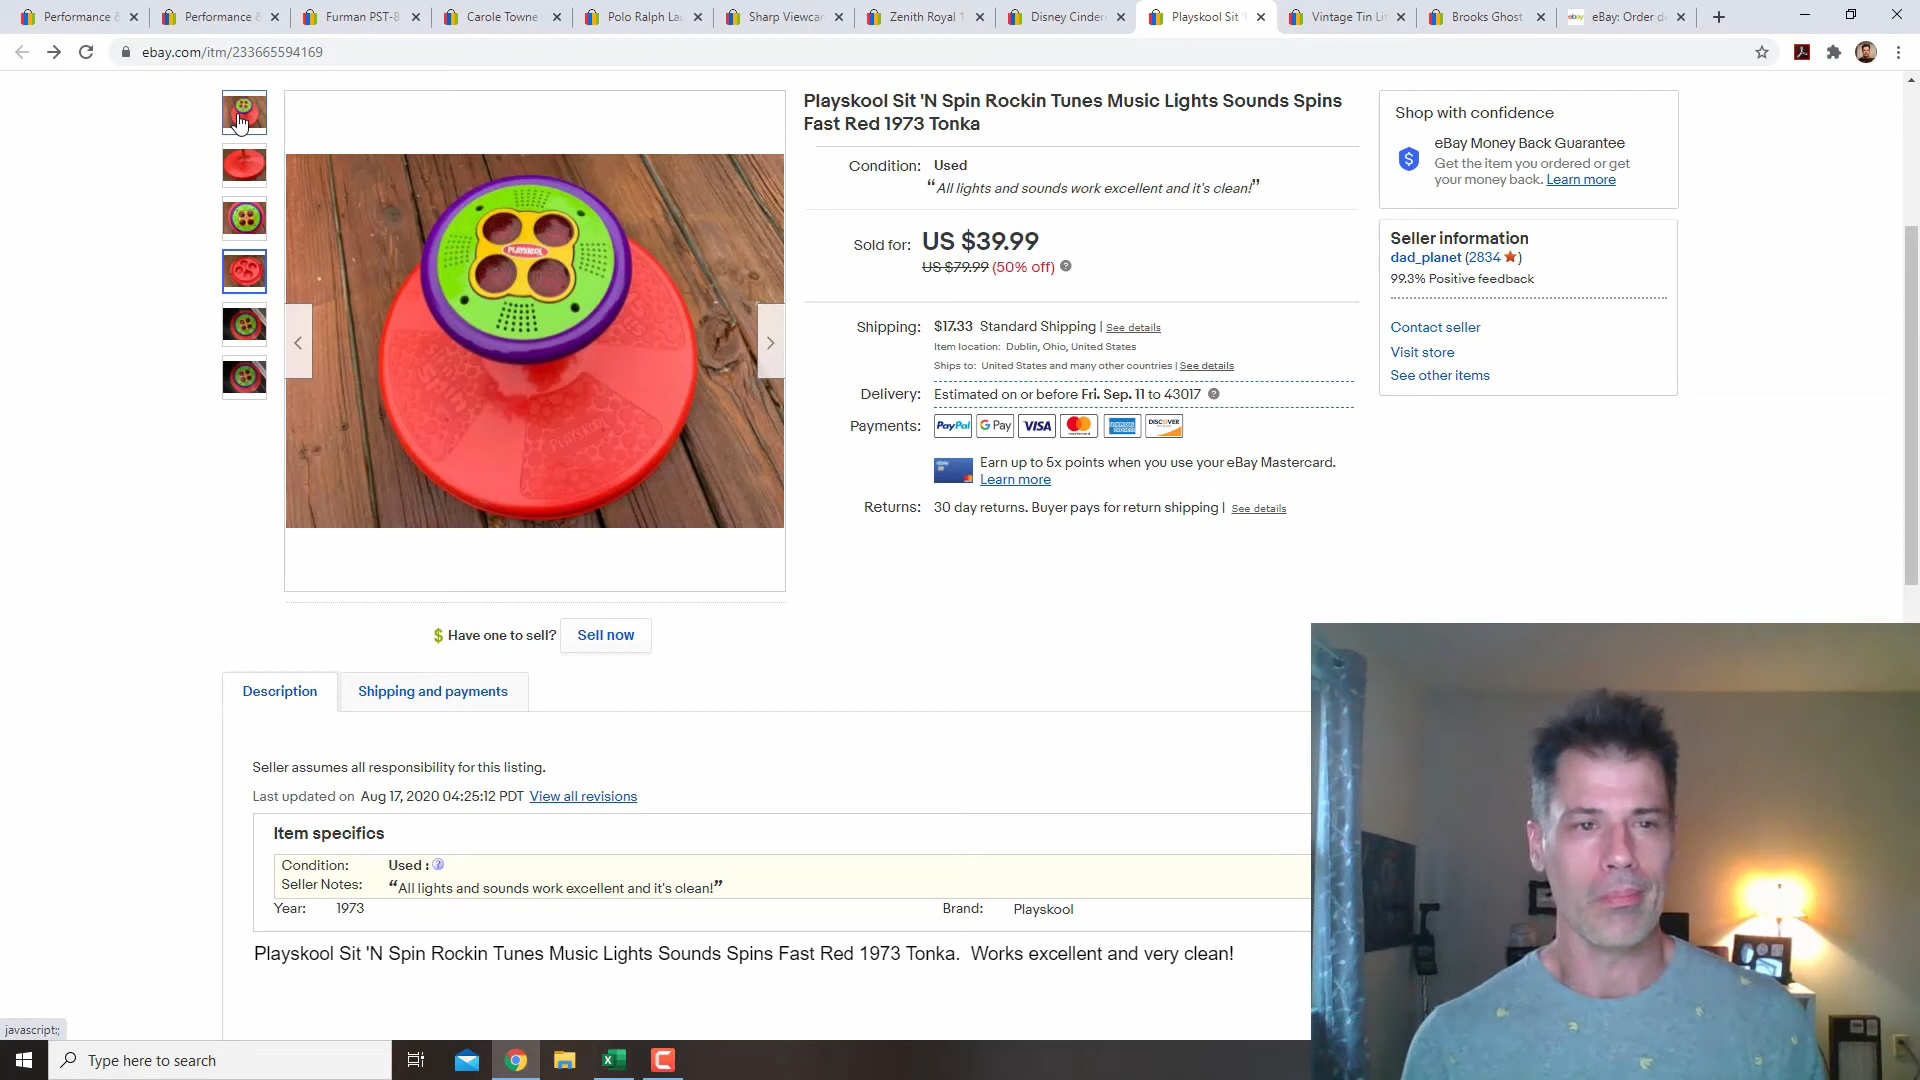 Performance &
Performance &
Furman PST-8
Carole Towne
Polo Ralph Lau
Sharp Viewcan
Zenith Royal
Disney Cinder
Playskool Sit '
Vintage Tin Lit
Brooks Ghost
eBay: Order d
ebay.com/itm/233665594169
Playskool Sit 'N Spin Rockin Tunes Music Lights Sounds Spins
Fast Red 1973 Tonka
Condition: Used
“All lights and sounds work excellent and it's clean!”
Sold for: US $39.99
US $79.99 (50% off)
Shipping: $17.33 Standard Shipping | See details
Item location: Dublin, Ohio, United States
Ships to: United States and many other countries | See details
Delivery: Estimated on or before Fri. Sep. 11 to 43017
Payments: PayPal G Pay VISA mastercard AMERICAN EXPRESS DISCOVER
Earn up to 5x points when you use your eBay Mastercard.
Learn more
Returns: 30 day returns. Buyer pays for return shipping | See details
Shop with confidence
eBay Money Back Guarantee
Get the item you ordered or get
your money back. Learn more
Seller information
dad_planet (2834)
99.3% Positive feedback
Contact seller
Visit store
See other items
PLAYSKOOL
$ Have one to sell? Sell now
Description
Shipping and payments
Seller assumes all responsibility for this listing.
Last updated on Aug 17, 2020 04:25:12 PDT View all revisions
Item specifics
Condition: Used :
Seller Notes: “All lights and sounds work excellent and it's clean!”
Year: 1973 Brand: Playskool
Playskool Sit 'N Spin Rockin Tunes Music Lights Sounds Spins Fast Red 1973 Tonka. Works excellent and very clean!
javascript:;
Type here to search